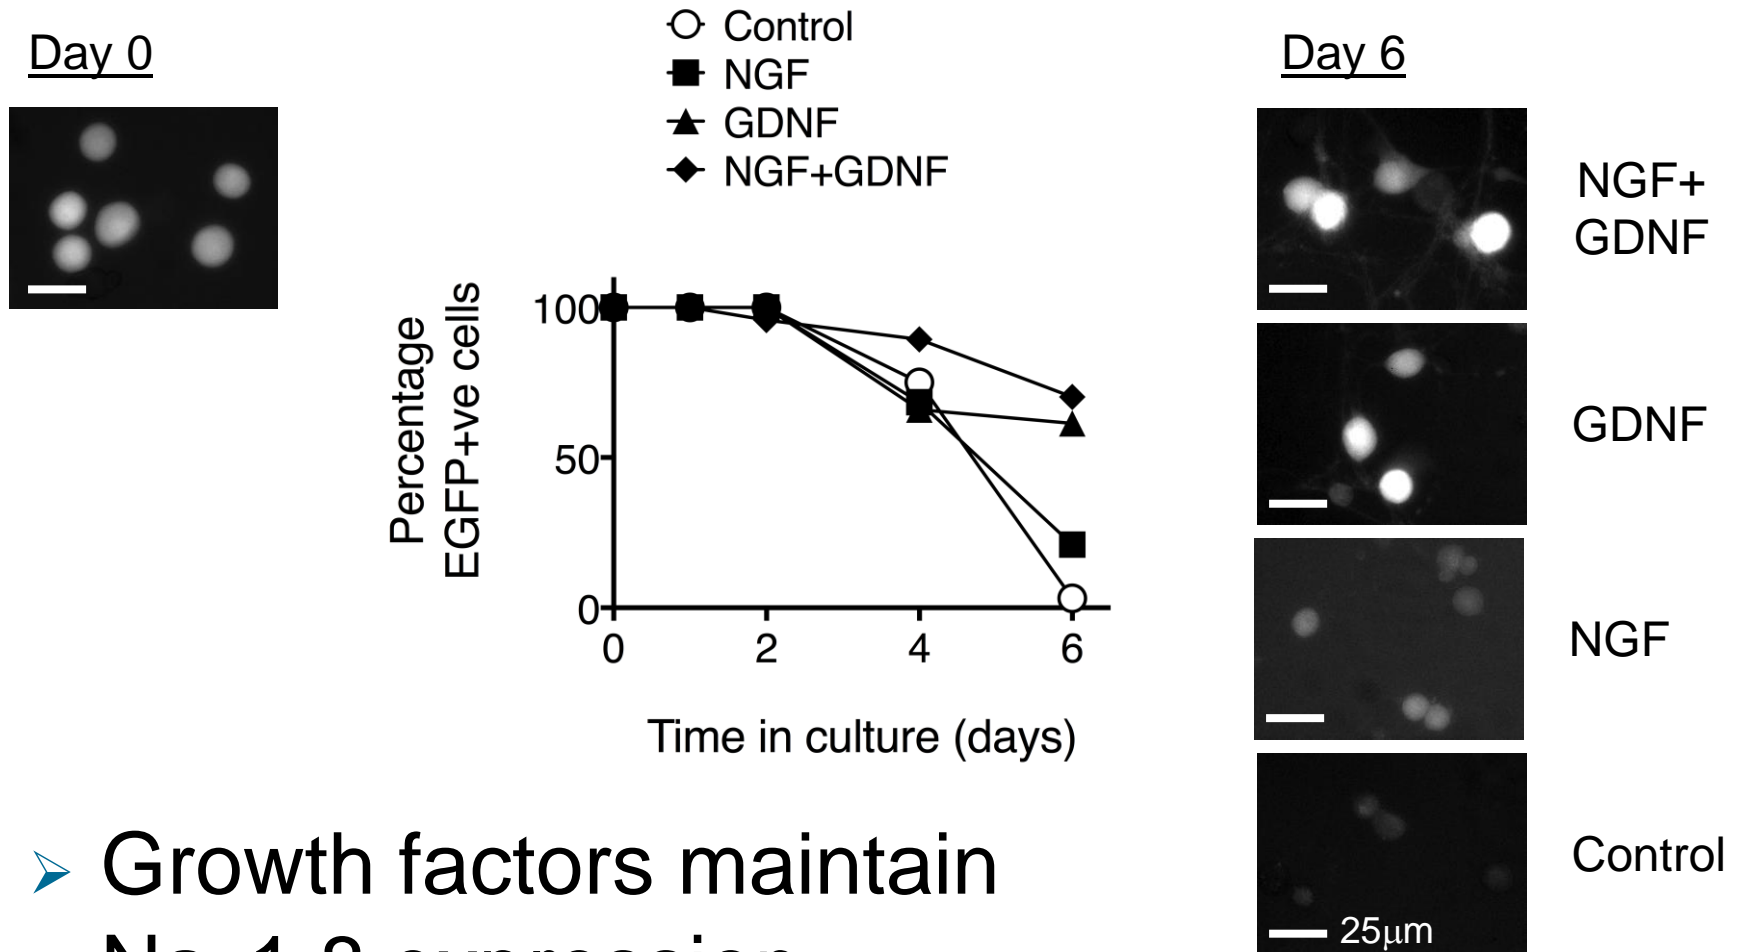 Day 0
Control
NGF
GDNF
NGF+GDNF
Day 6
NGF+
GDNF
GDNF
NGF
Control
25µm
Percentage
EGFP+ve cells
100
50
0
0 2 4 6
Time in culture (days)
➢ Growth factors maintain
expression